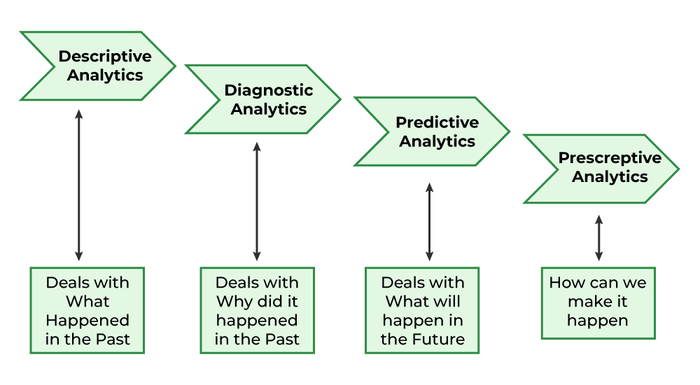 Descriptive
Analytics
Diagnostic
Analytics
Predictive
Analytics
Prescreptive
Analytics
Deals with
What
Happened
in the Past
Deals with
Why did it
happened
in the Past
Deals with
What will
happen in
the Future
How can we
make it
happen